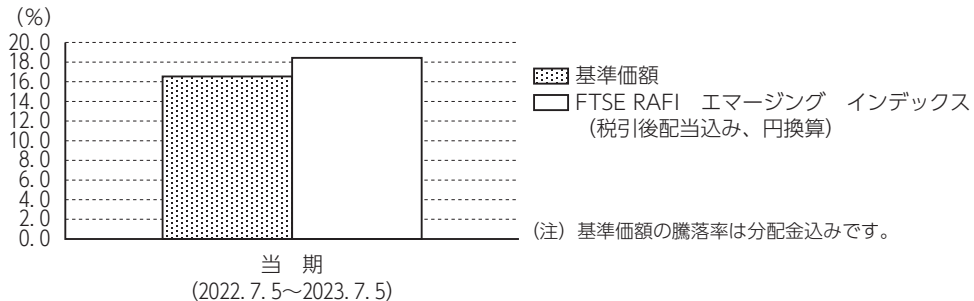 (%)
20.0
18.0
16.0
14.0
12.0
10.0
8.0
6.0
4.0
2.0
0.0
基準価額
FTSE RAFI　エマージング　インデックス
(税引後配当込み、円換算)
(注) 基準価額の騰落率は分配金込みです。
当　期
(2022.7.5～2023.7.5)